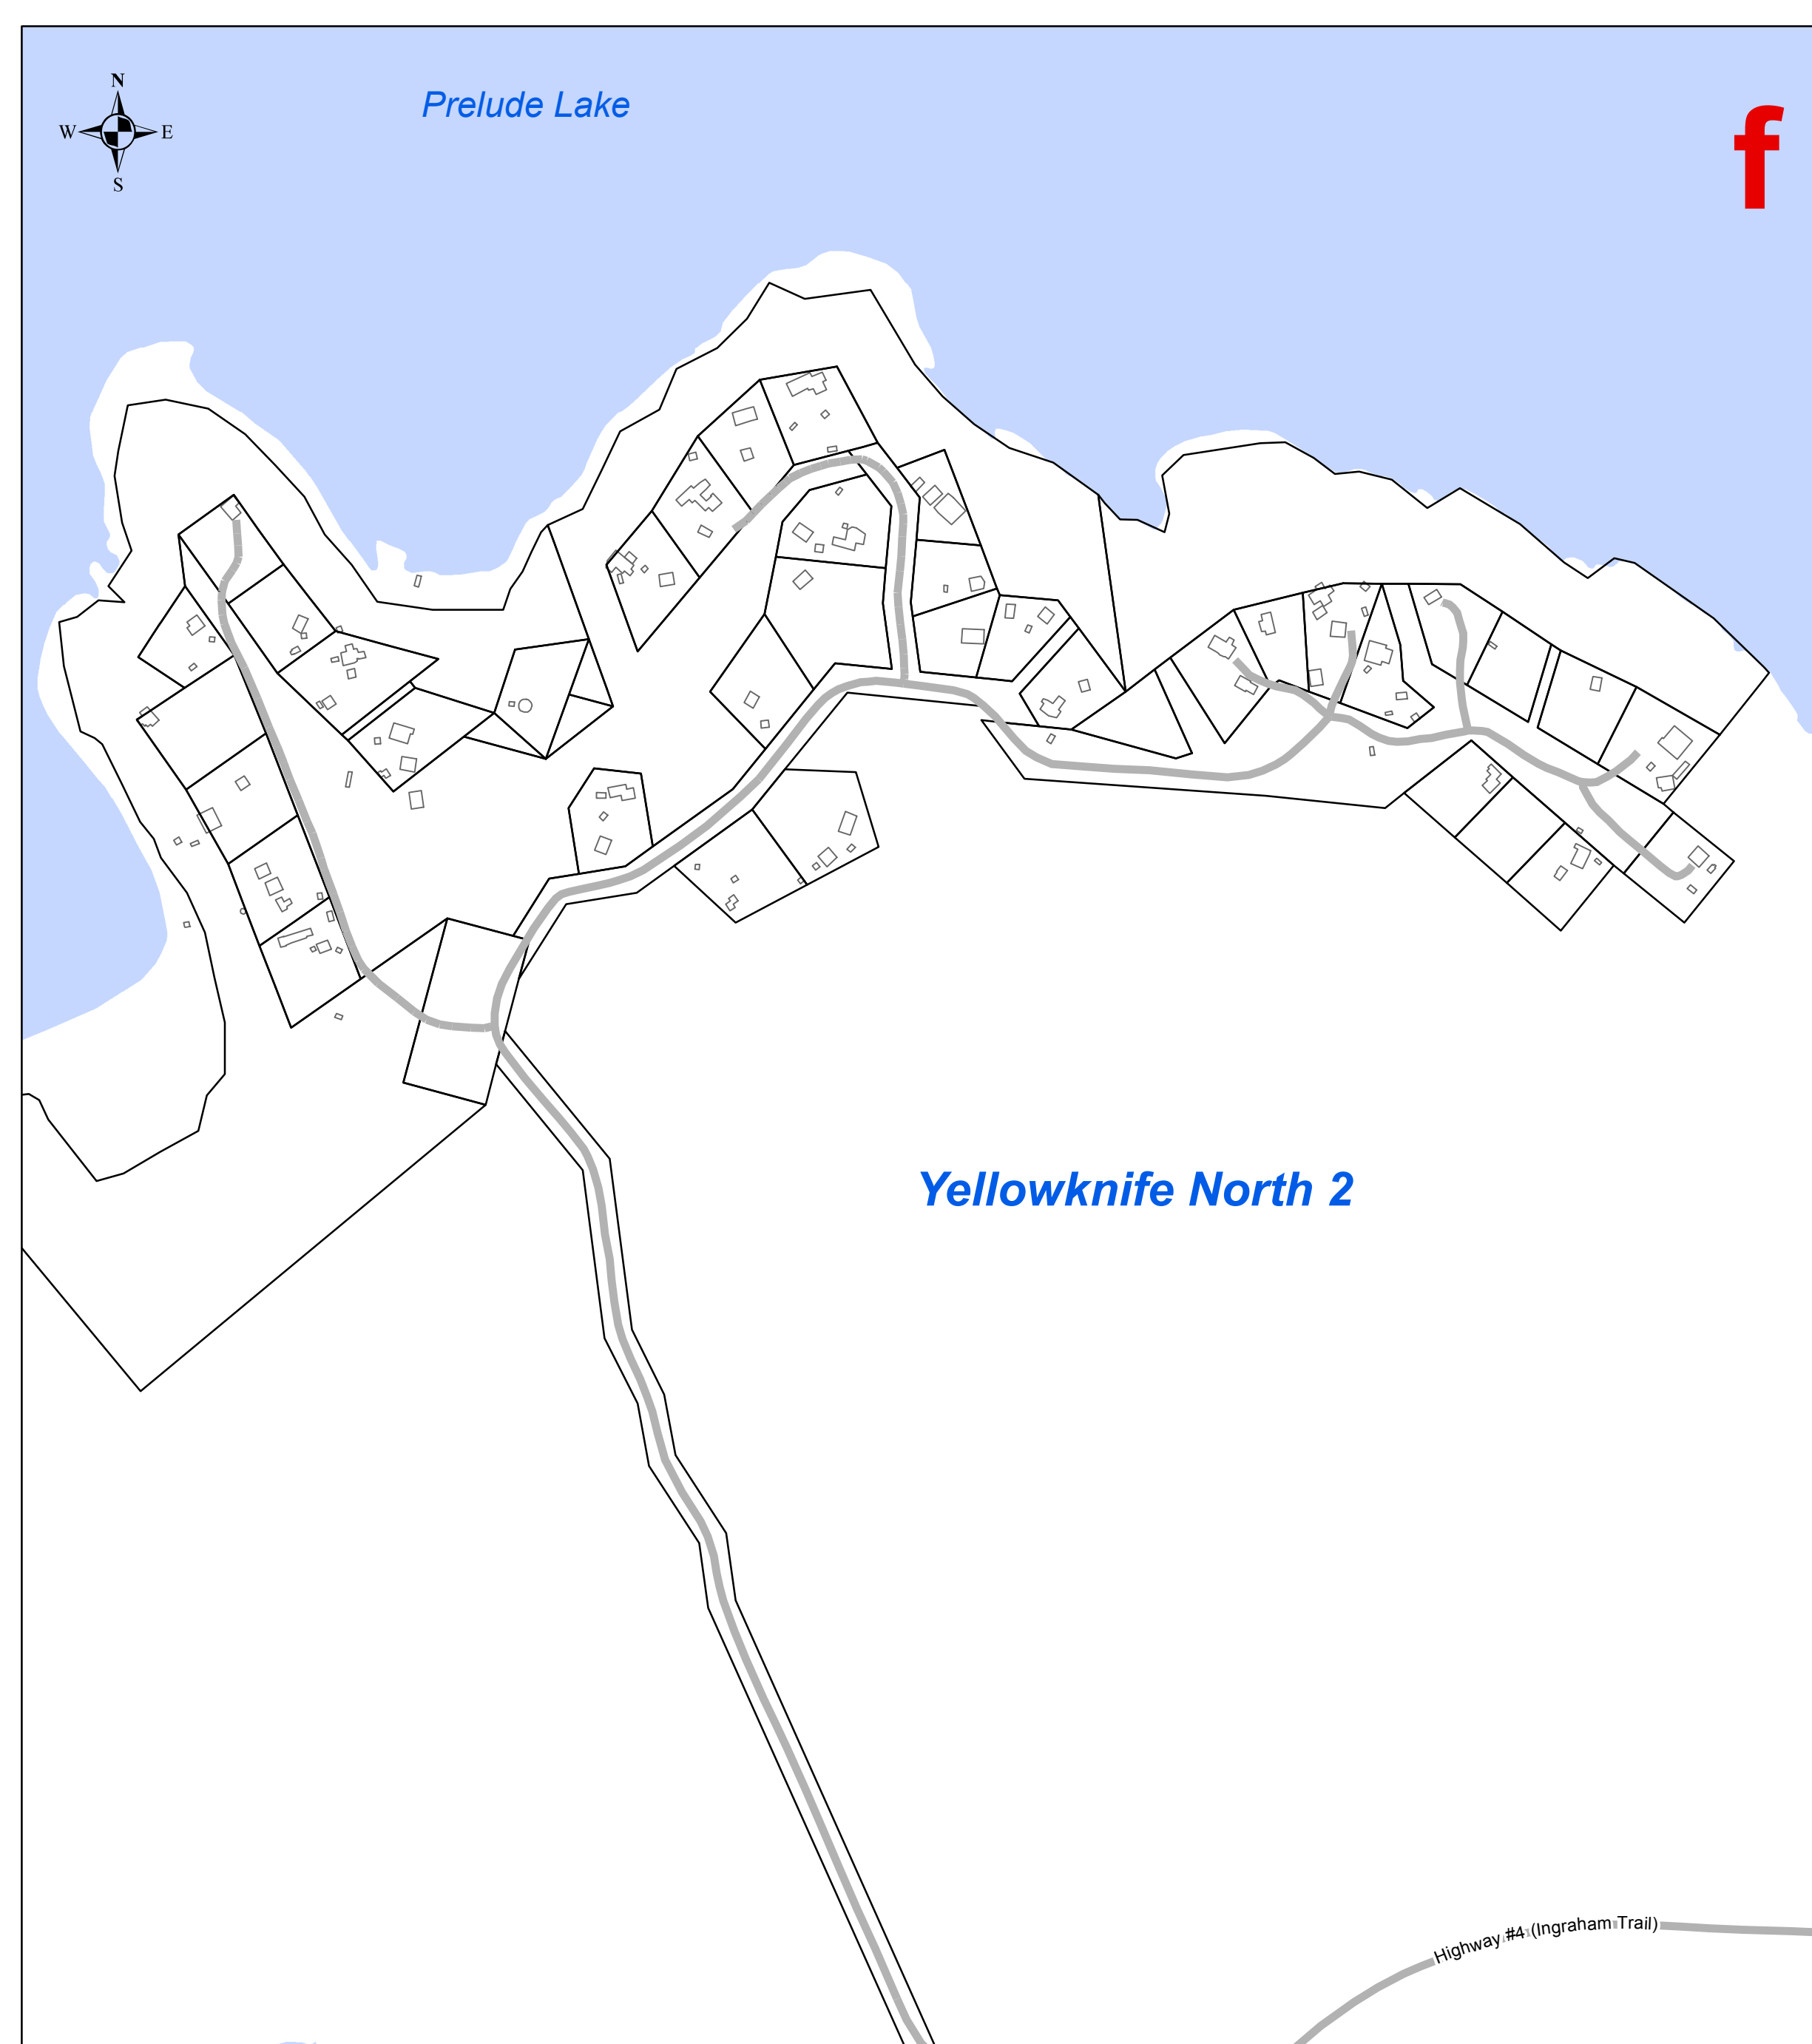 N
Prelude Lake
f
W E
S
Yellowknife North 2
Highway #4 (Ingraham Trail)